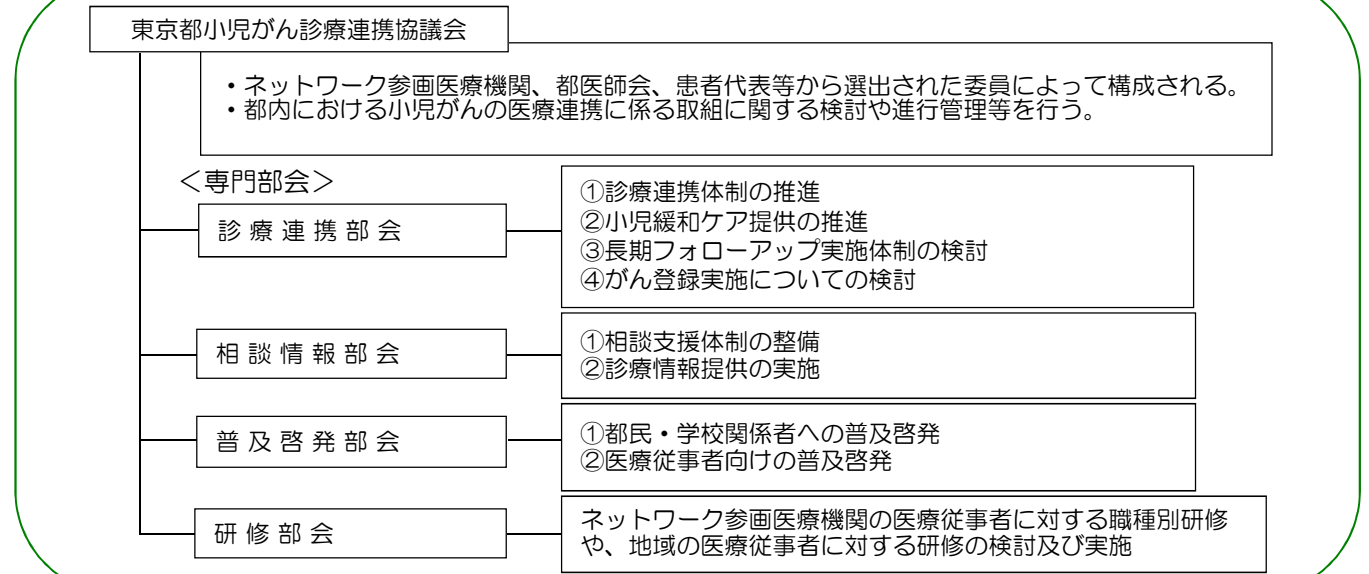 東京都小児がん診療連携協議会
・ネットワーク参画医療機関、都医師会、患者代表等から選出された委員によって構成される。
・都内における小児がんの医療連携に係る取組に関する検討や進行管理等を行う。
＜専門部会＞
診療連携部会
①診療連携体制の推進
②小児緩和ケア提供の推進
③長期フォローアップ実施体制の検討
④がん登録実施についての検討
相談情報部会
①相談支援体制の整備
②診療情報提供の実施
普及啓発部会
①都民・学校関係者への普及啓発
②医療従事者向けの普及啓発
研修部会
ネットワーク参画医療機関の医療従事者に対する職種別研修
や、地域の医療従事者に対する研修の検討及び実施